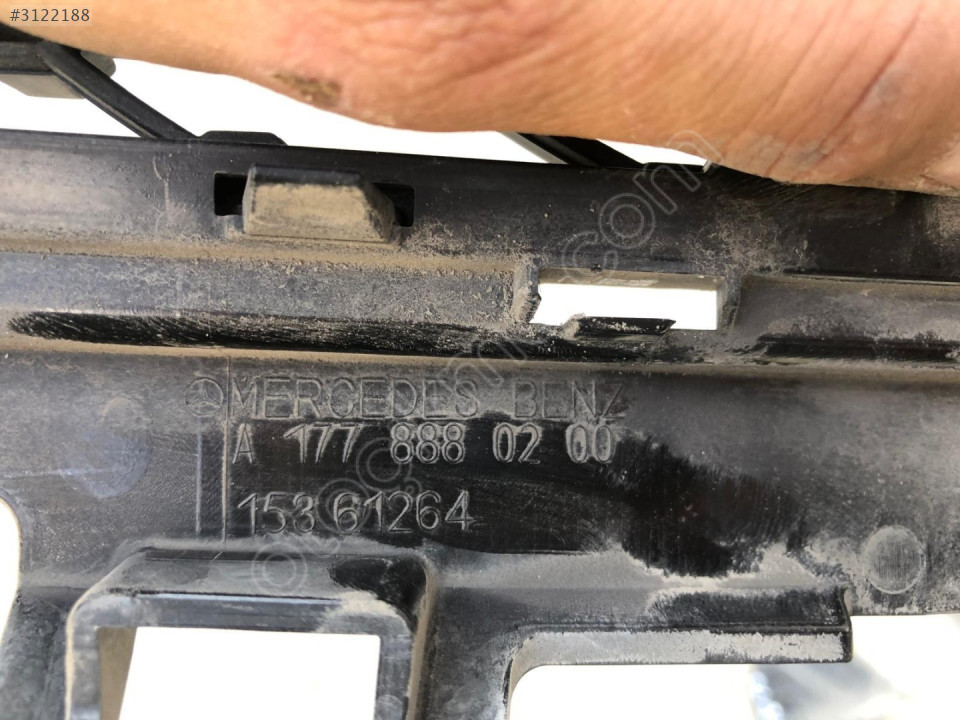 #3122188
MERCEDES BENZ
A 177 888 02 00
153 61264